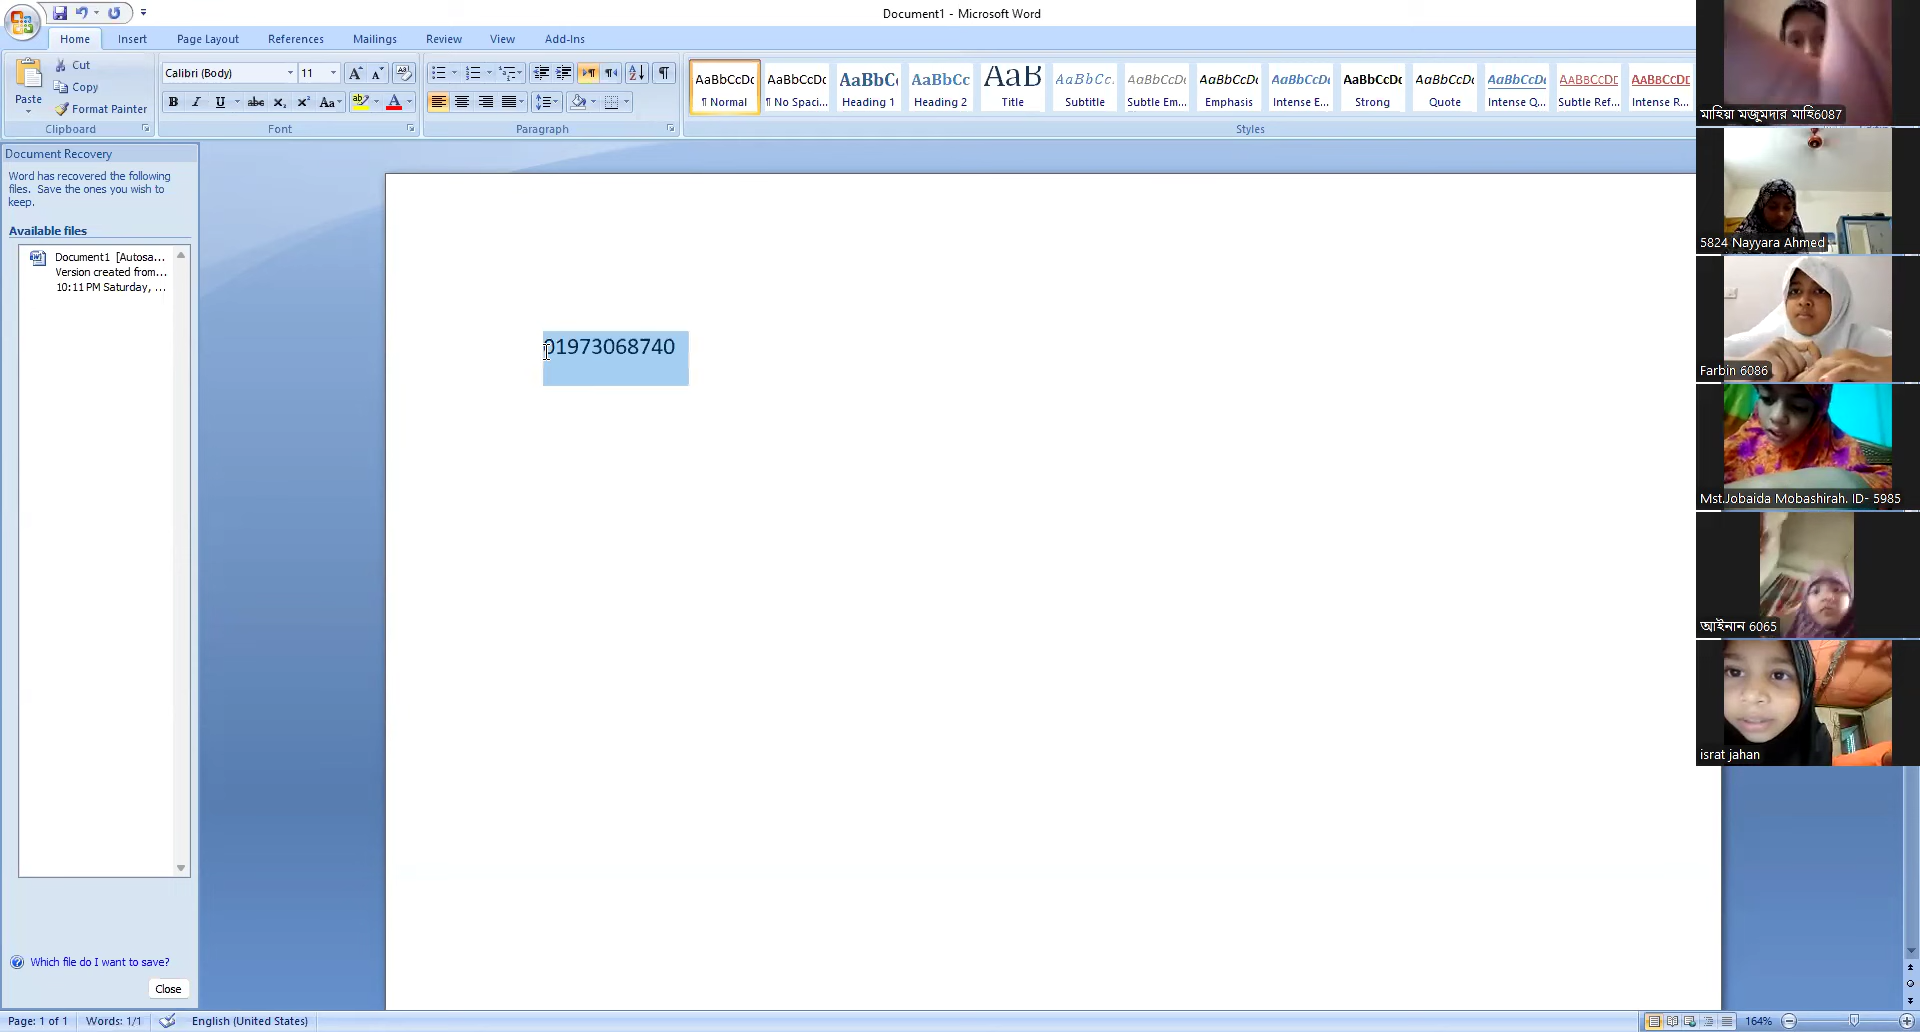 Document1 - Microsoft Word
Home Insert Page Layout References Mailings Review View Add-Ins
Paste
Cut
Copy
Format Painter
Clipboard
Calibri (Body) 11
Font
Paragraph
AaBbCcDc AaBbCcDc AaBbC( AaBbCc AaB AaBbCc. AaBbCcDc AaBbCcDc AaBbCcDc AaBbCcDc AaBbCcDc AaBbCcDc AABBCCDE AABBCCDE
¶ Normal ¶ No Spaci... Heading 1 Heading 2 Title Subtitle Subtle Em... Emphasis Intense E... Strong Quote Intense Q... Subtle Ref... Intense R...
Styles
Document Recovery
Word has recovered the following
files. Save the ones you wish to
keep.
Available files
Document1 [Autosa...
Version created from...
10:11 PM Saturday, ...
Which file do I want to save?
Close
01973068740
মাহিয়া মজুমদার মাহি6087
5824 Nayyara Ahmed
Farbin 6086
Mst.Jobaida Mobashirah. ID- 5985
আইনান 6065
israt jahan
Page: 1 of 1 Words: 1/1 English (United States) 164%